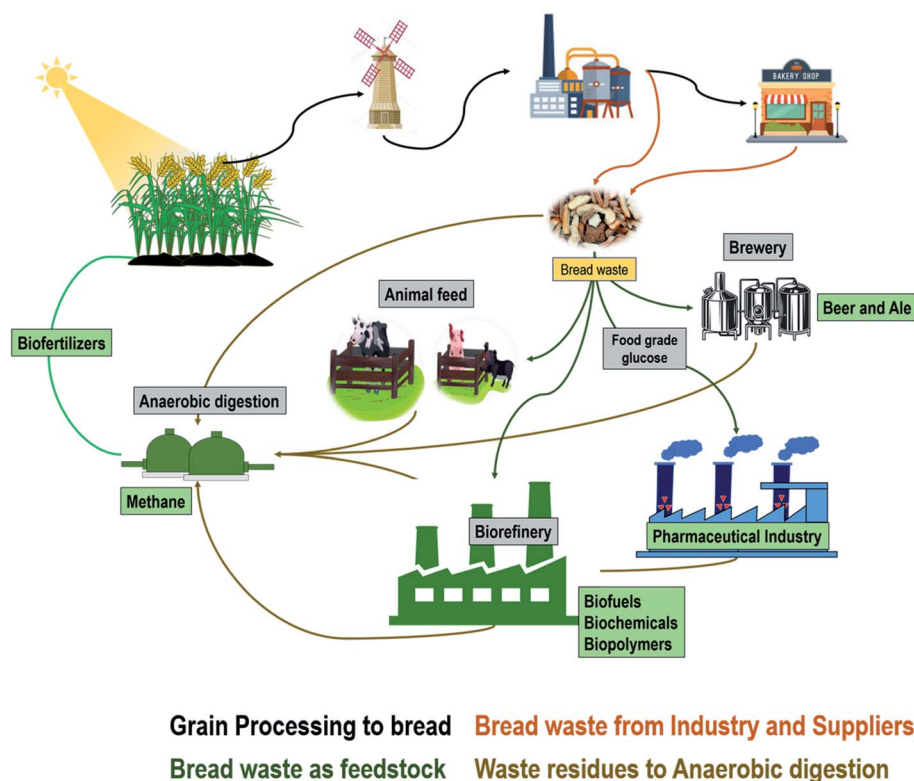 BAKERY SHOP
Bread waste
Brewery
Animal feed
Beer and Ale
Food grade
glucose
Biofertilizers
Anaerobic digestion
Methane
Biorefinery
Pharmaceutical Industry
Biofuels
Biochemicals
Biopolymers
Grain Processing to bread
Bread waste from Industry and Suppliers
Bread waste as feedstock
Waste residues to Anaerobic digestion